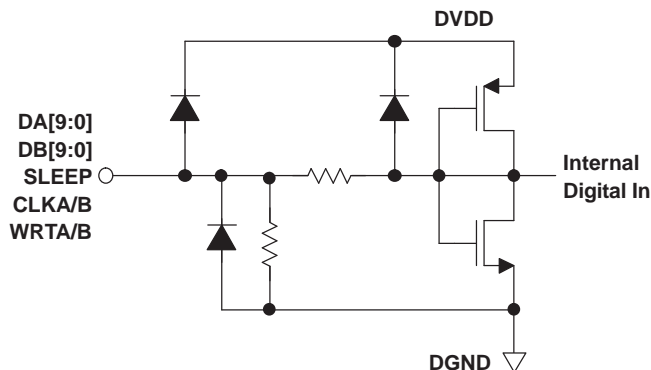 DVDD
DA[9:0]
DB[9:0]
SLEEP
CLKA/B
WRTA/B
Internal
Digital In
DGND